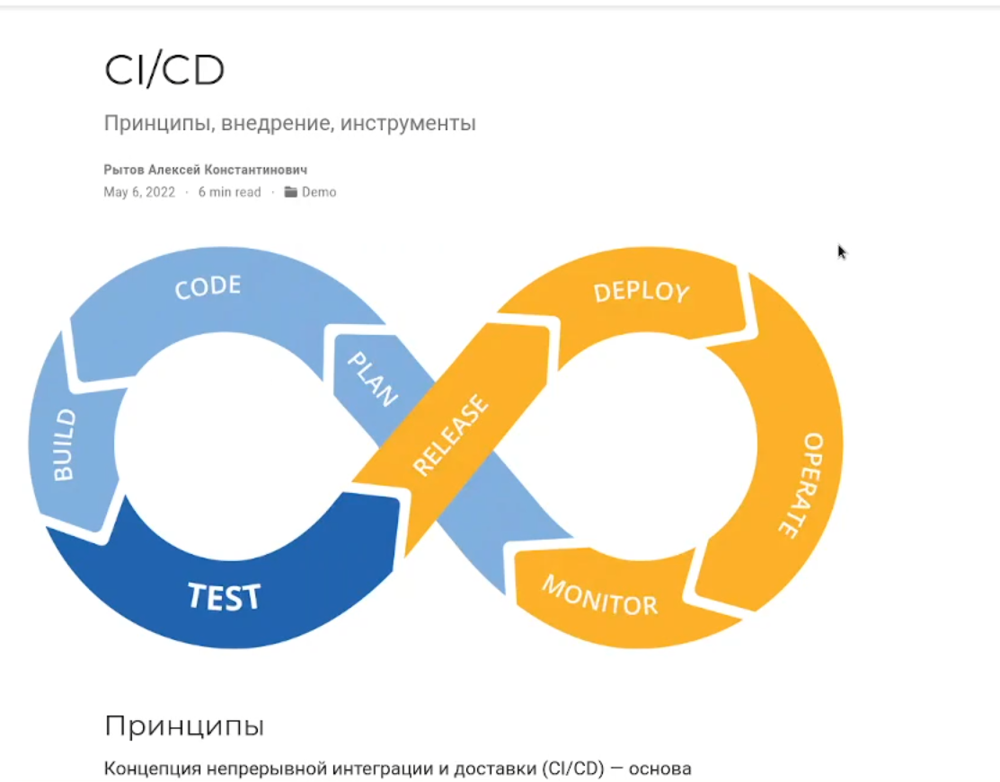 CI/CD
Принципы, внедрение, инструменты
Рытов Алексей Константинович
May 6, 2022 · 6 min read · Demo
CODE
DEPLOY
PLAN
RELEASE
BUILD
OPERATE
TEST
MONITOR
Принципы
Концепция непрерывной интеграции и доставки (CI/CD) — основа